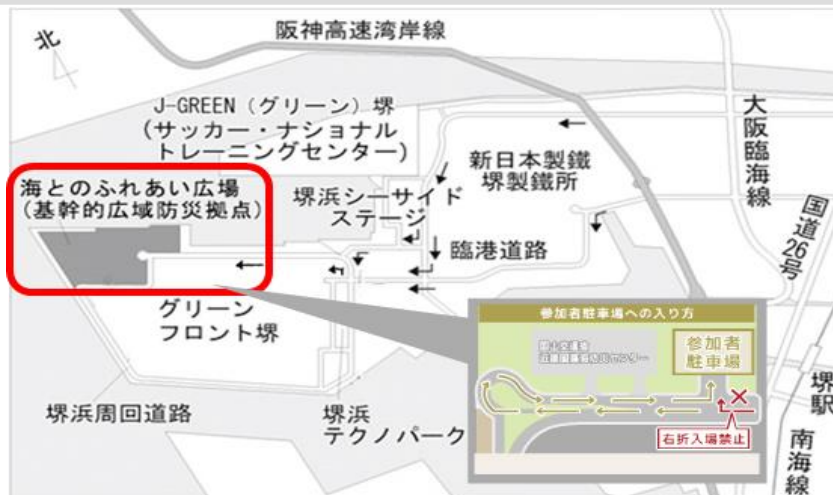 北
阪神高速湾岸線
J-GREEN（グリーン）堺
（サッカー・ナショナル
トレーニングセンター）
大阪臨海線
国道26号
新日本製鐵
堺製鐵所
海とのふれあい広場
（基幹的広域防災拠点）
堺浜シーサイド
ステージ
臨港道路
グリーン
フロント堺
参加者駐車場への入り方
参加者
駐車場
右折入場禁止
堺浜周回道路
堺浜
テクノパーク
堺駅
南海線